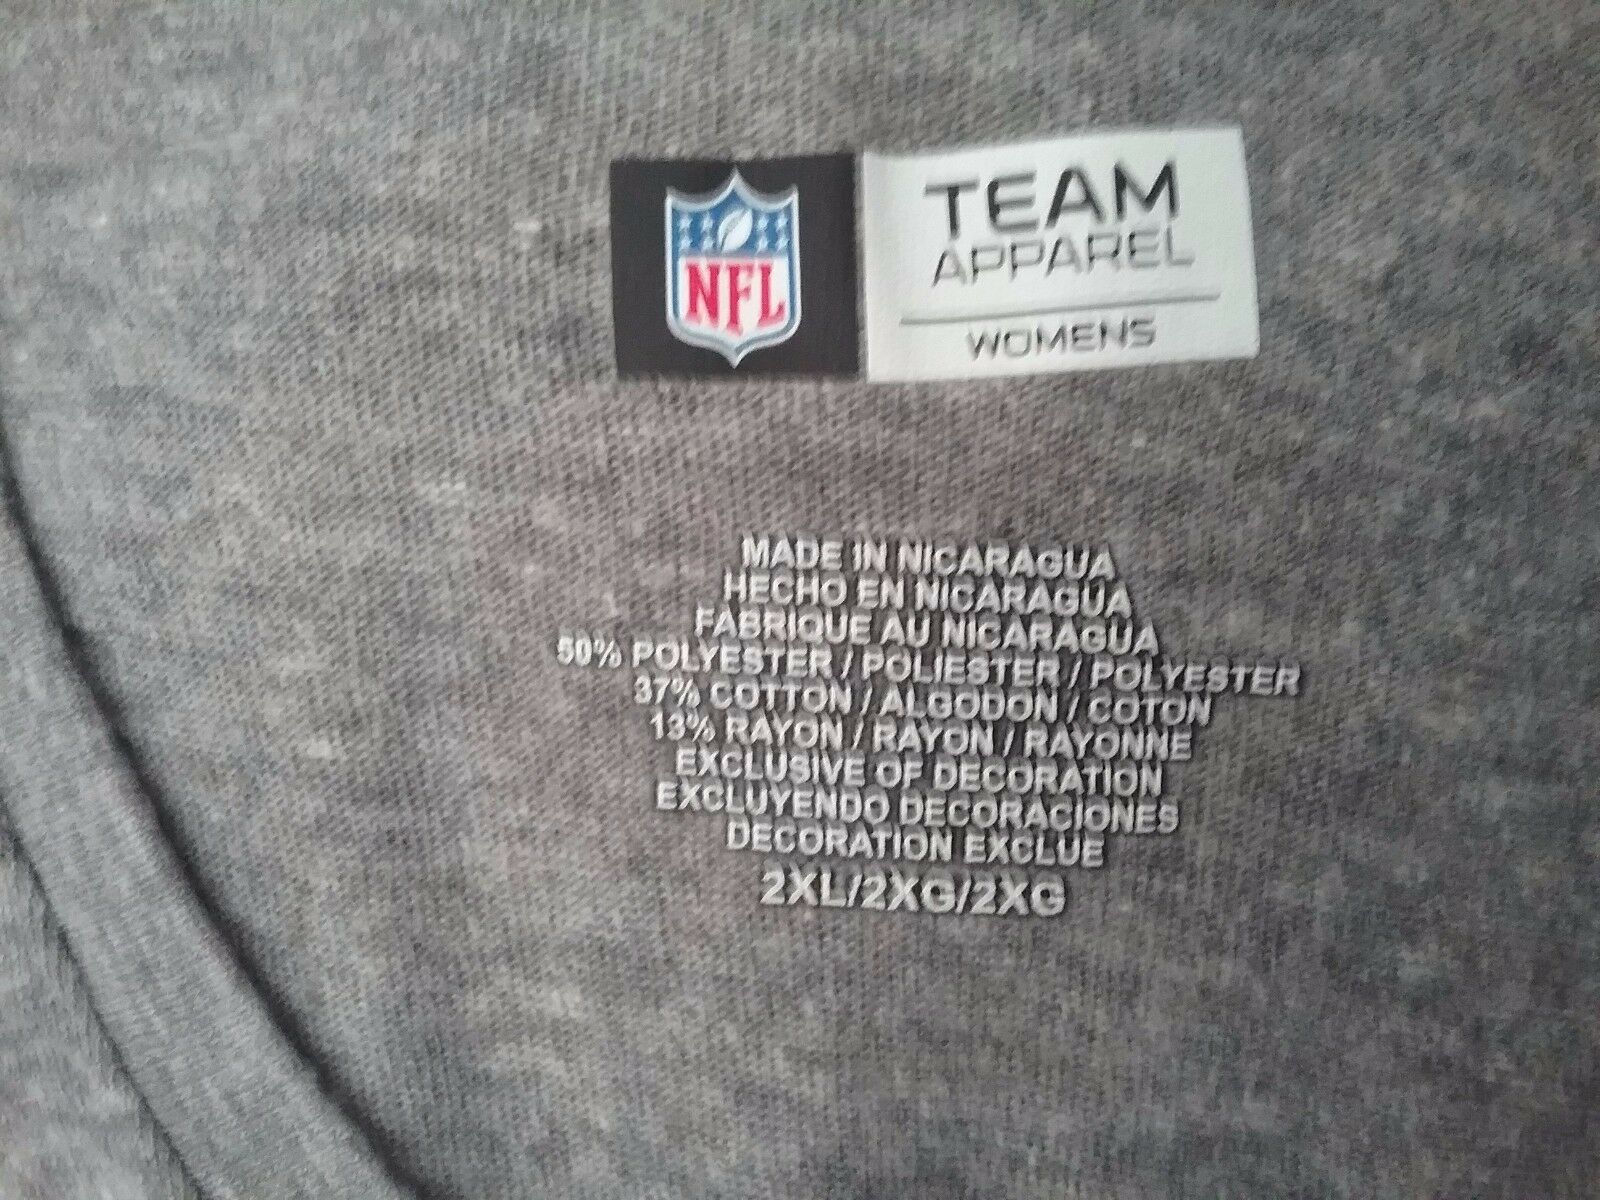 NFL
TEAM
APPAREL
WOMENS
MADE IN NICARAGUA
HECHO EN NICARAGUA
FABRIQUE AU NICARAGUA
50% POLYESTER / POLIESTER / POLYESTER
37% COTTON / ALGODON / COTON
13% RAYON / RAYON / RAYONNE
EXCLUSIVE OF DECORATION
EXCLUYENDO DECORACIONES
DECORATION EXCLUE
2XL/2XG/2XG